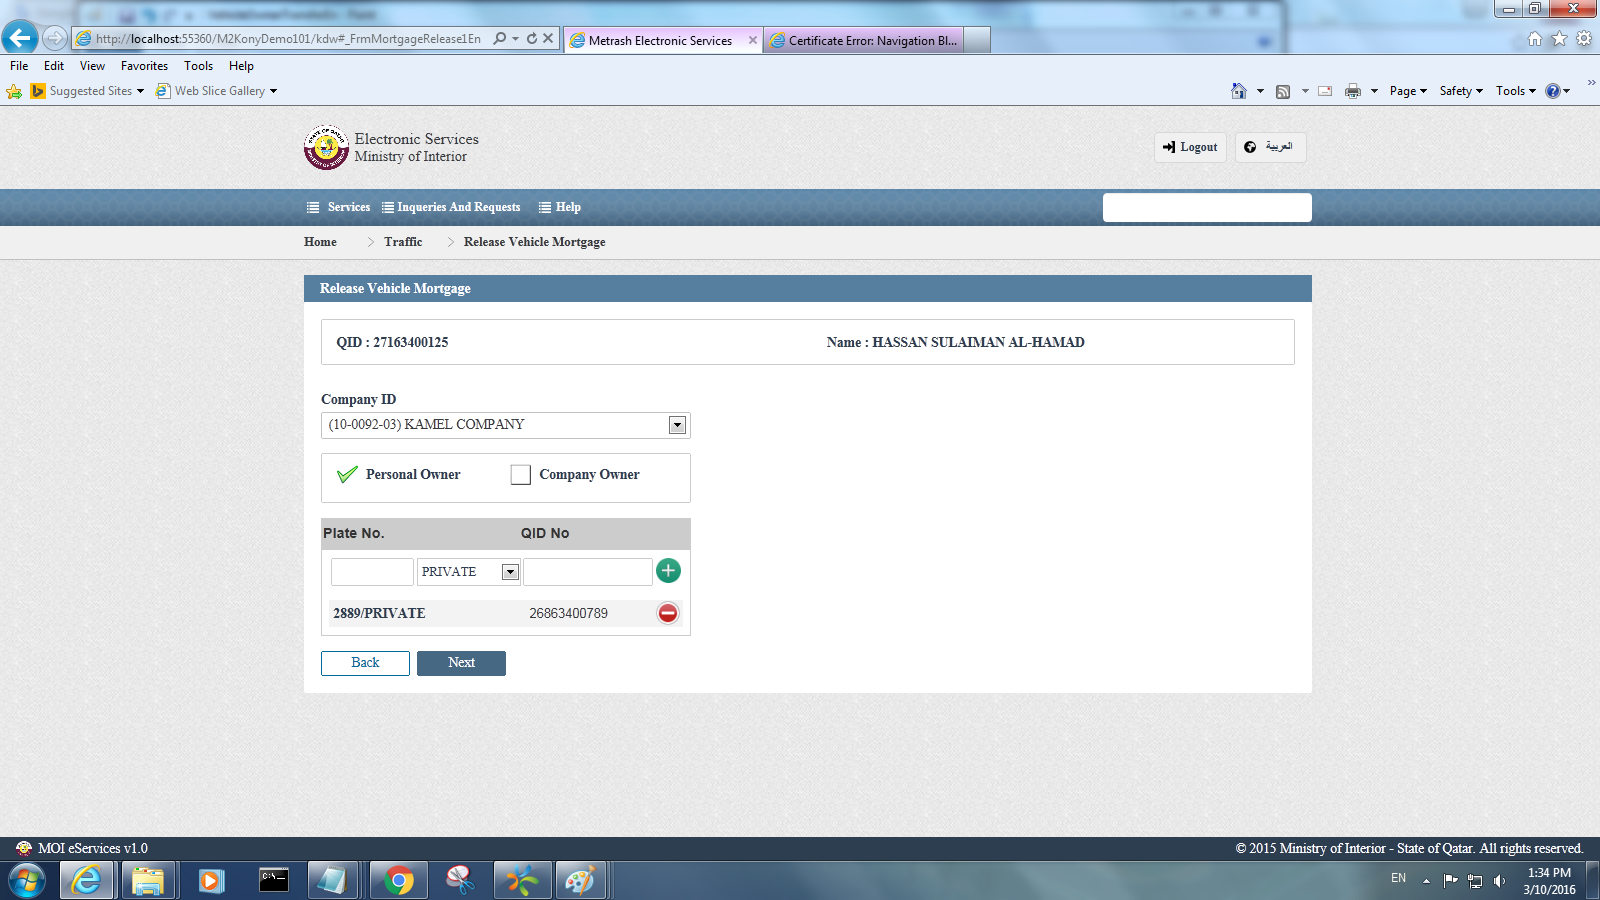 http://localhost:55360/M2KonyDemo101/kdw#_FrmMortgageRelease1En
Metrash Electronic Services
Certificate Error: Navigation Bl...
File Edit View Favorites Tools Help
Suggested Sites Web Slice Gallery
Page Safety Tools
Electronic Services
Ministry of Interior
Logout
العربية
Services Inqueries And Requests Help
Home Traffic Release Vehicle Mortgage
Release Vehicle Mortgage
QID : 27163400125
Name : HASSAN SULAIMAN AL-HAMAD
Company ID
(10-0092-03) KAMEL COMPANY
Personal Owner Company Owner
Plate No. QID No
PRIVATE
2889/PRIVATE 26863400789
Back Next
MOI eServices v1.0
© 2015 Ministry of Interior - State of Qatar. All rights reserved.
EN
1:34 PM
3/10/2016